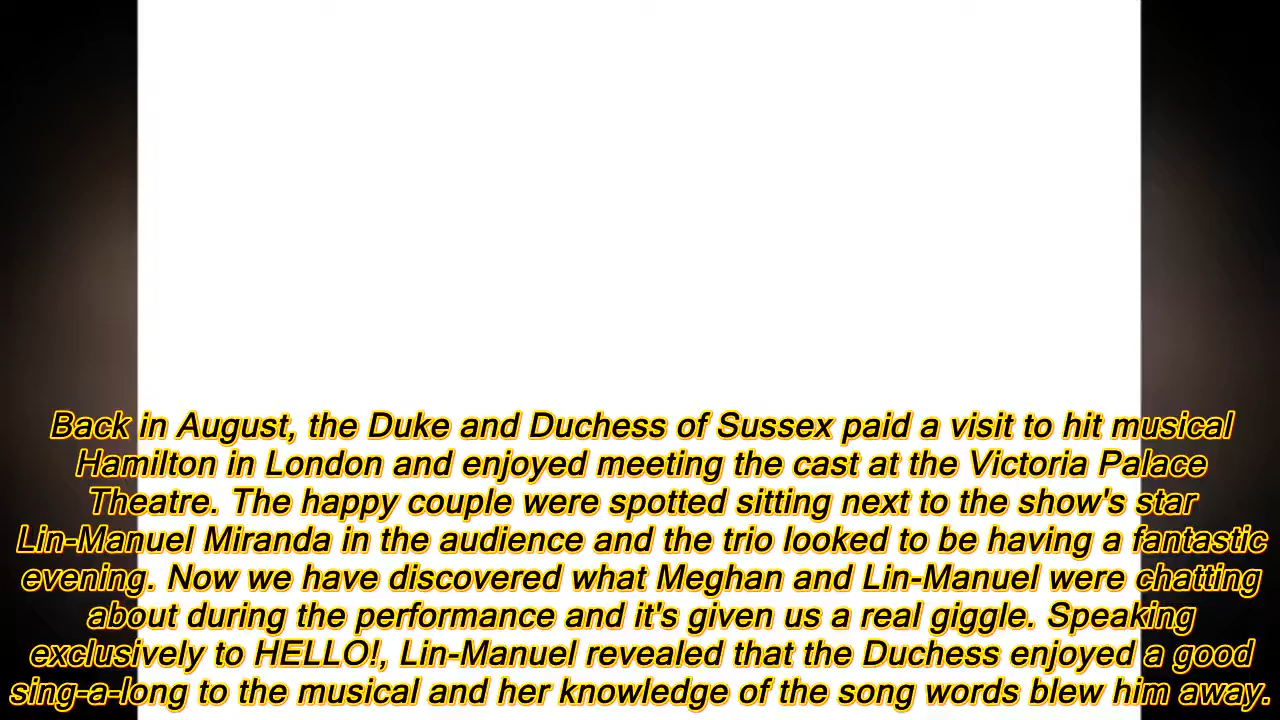 Back in August, the Duke and Duchess of Sussex paid a visit to hit musical
Hamilton in London and enjoyed meeting the cast at the Victoria Palace
Theatre. The happy couple were spotted sitting next to the show's star
Lin-Manuel Miranda in the audience and the trio looked to be having a fantastic
evening. Now we have discovered what Meghan and Lin-Manuel were chatting
about during the performance and it's given us a real giggle. Speaking
exclusively to HELLO!, Lin-Manuel revealed that the Duchess enjoyed a good
sing-a-long to the musical and her knowledge of the song words blew him away.